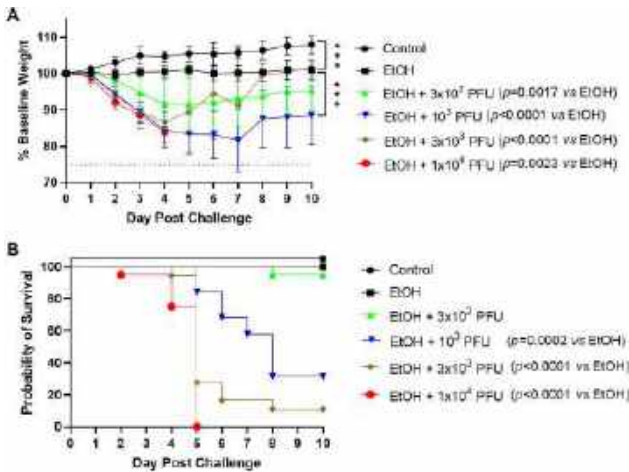 A
110
100
90
80
70
% Baseline Weight
0 1 2 3 4 5 6 7 8 9 10
Day Post Challenge
***
***
Control
EtOH
EtOH + 3x10² PFU (p=0.0017 vs EtOH)
EtOH + 10³ PFU (p<0.0001 vs EtOH)
EtOH + 3x10³ PFU (p<0.0001 vs EtOH)
EtOH + 1x10⁴ PFU (p=0.0023 vs EtOH)
B
100
80
60
40
20
0
Probability of Survival
0 1 2 3 4 5 6 7 8 9 10
Day Post Challenge
Control
EtOH
EtOH + PFU
EtOH + 10³ PFU (p=0.0002 vs EtOH)
EtOH + 3x10³ PFU (p<0.0001 vs EtOH)
EtOH + 1x10⁴ PFU (p<0.0001 vs EtOH)